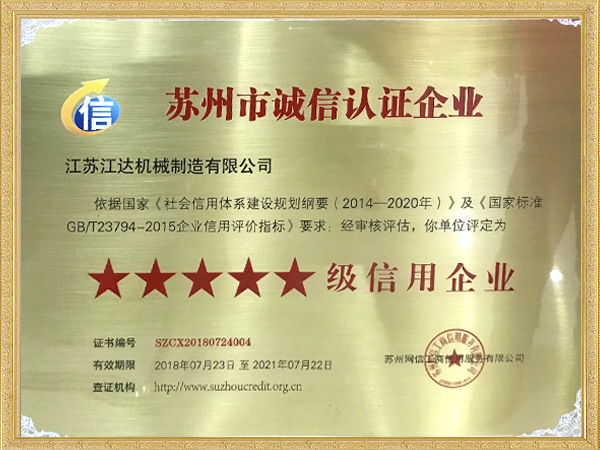 信
苏州市诚信认证企业
江苏江达机械制造有限公司
依据国家《社会信用体系建设规划纲要（2014—2020年）》及《国家标准
GB/T23794-2015企业信用评价指标》要求：经审核评估，你单位评定为
★★★★★级信用企业
证书编号 SZCX20180724004
有效期限 2018年07月23日 至 2021年07月22日
查证机构 http://www.suzhoucredit.org.cn
苏州网信工商信用服务有限公司